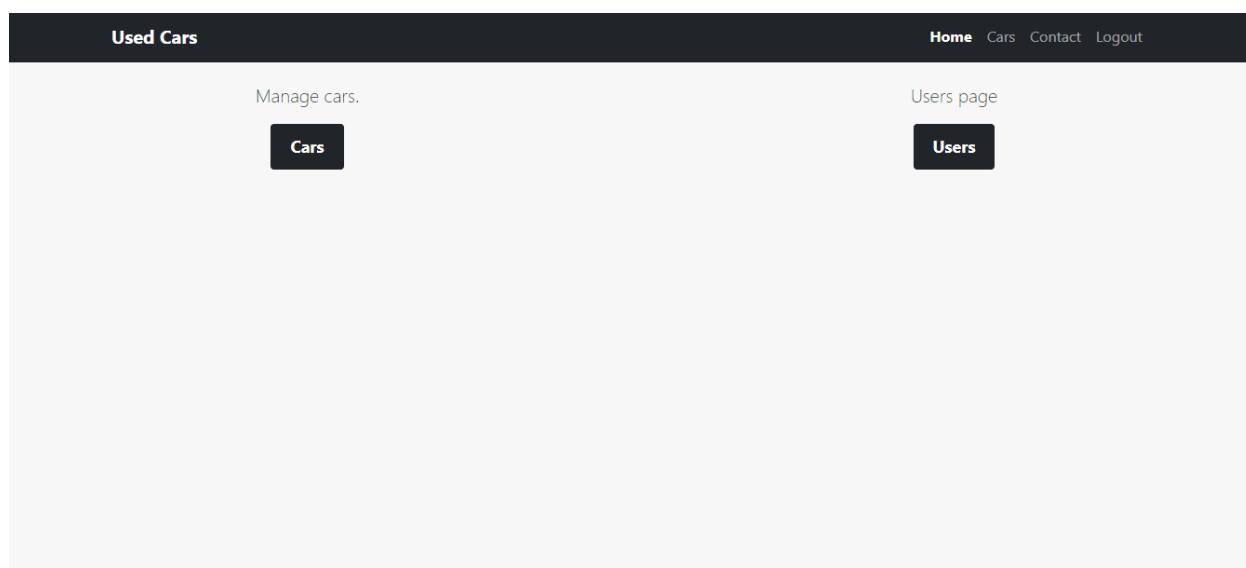 Used Cars
Home Cars Contact Logout
Manage cars.
Users page
Cars
Users